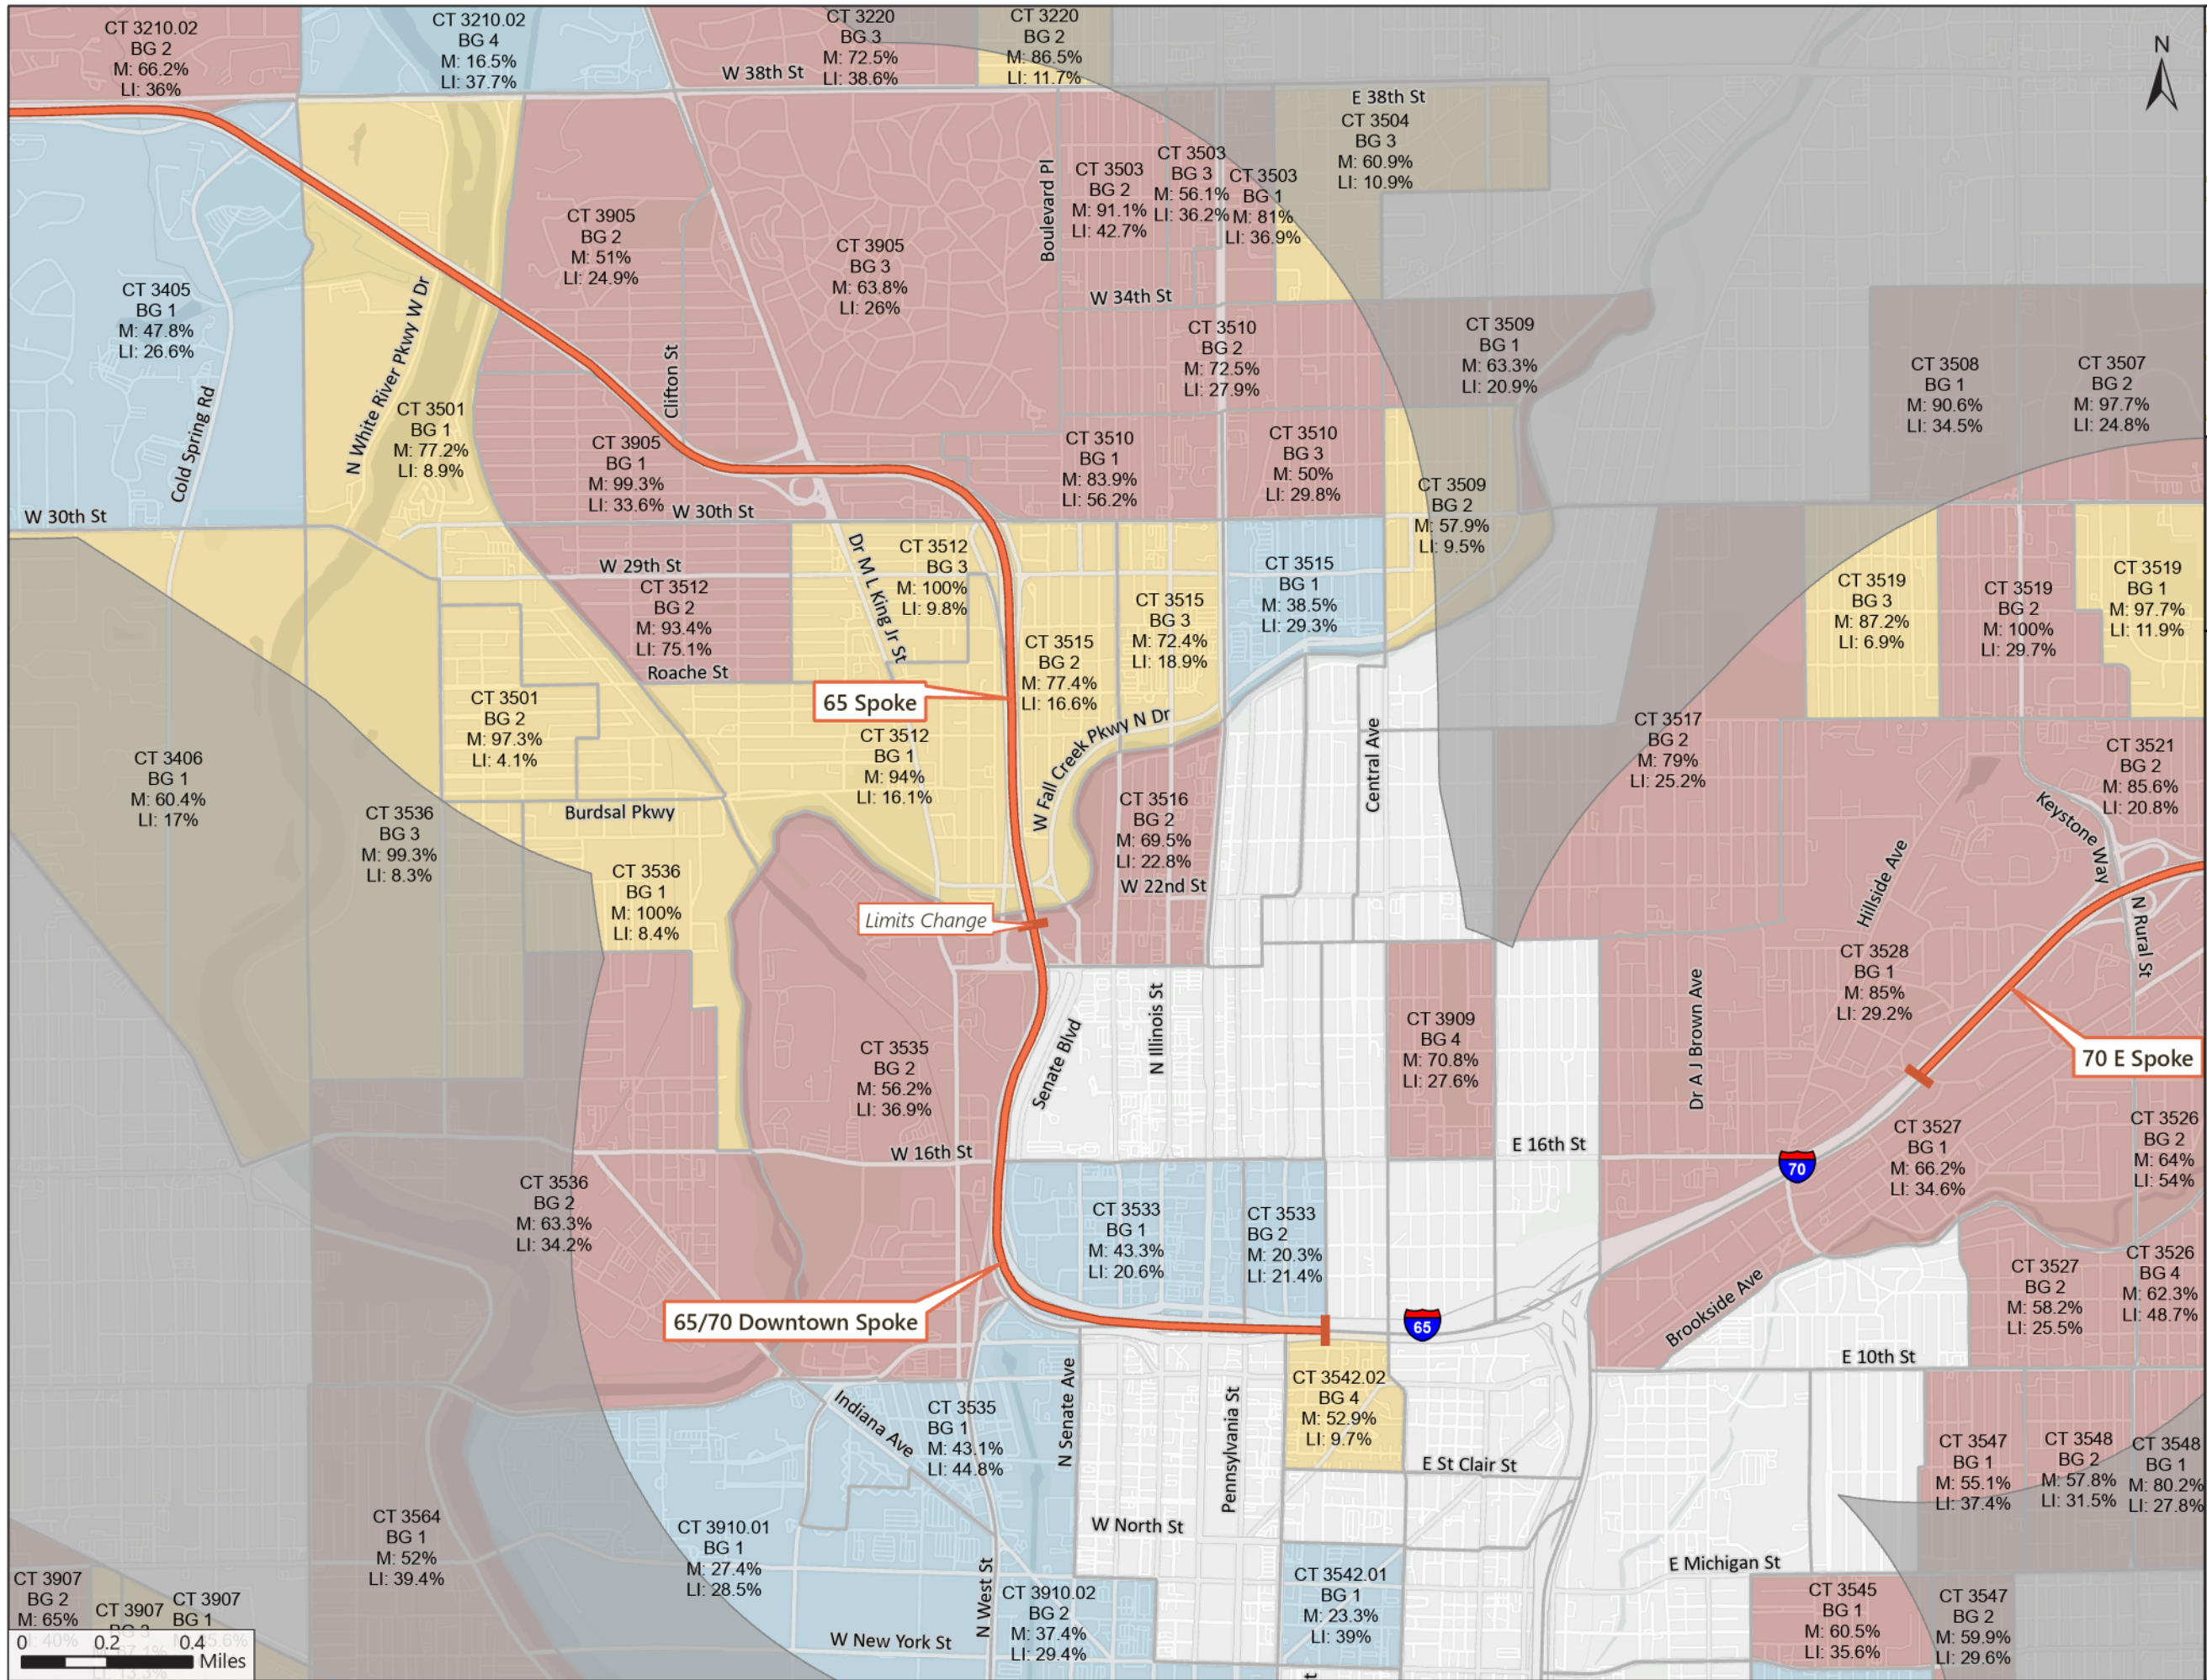 CT 3210.02
BG 2
M: 66.2%
LI: 36%
CT 3210.02
BG 4
M: 16.5%
LI: 37.7%
CT 3220
BG 3
M: 72.5%
LI: 38.6%
CT 3220
BG 2
M: 86.5%
LI: 11.7%
N
W 38th St
E 38th St
CT 3504
BG 3
M: 60.9%
LI: 10.9%
CT 3503
BG 2
M: 91.1%
LI: 42.7%
CT 3503
BG 3
M: 56.1%
LI: 36.2%
CT 3503
BG 1
M: 81%
LI: 36.9%
Boulevard Pl
CT 3905
BG 2
M: 51%
LI: 24.9%
CT 3905
BG 3
M: 63.8%
LI: 26%
CT 3405
BG 1
M: 47.8%
LI: 26.6%
N White River Pkwy W Dr
Cold Spring Rd
Clifton St
W 34th St
CT 3510
BG 2
M: 72.5%
LI: 27.9%
CT 3509
BG 1
M: 63.3%
LI: 20.9%
CT 3508
BG 1
M: 90.6%
LI: 34.5%
CT 3507
BG 2
M: 97.7%
LI: 24.8%
CT 3501
BG 1
M: 77.2%
LI: 8.9%
CT 3905
BG 1
M: 99.3%
LI: 33.6%
CT 3510
BG 1
M: 83.9%
LI: 56.2%
CT 3510
BG 3
M: 50%
LI: 29.8%
CT 3509
BG 2
M: 57.9%
LI: 9.5%
W 30th St
W 30th St
W 29th St
CT 3512
BG 2
M: 93.4%
LI: 75.1%
Roache St
Dr M L King Jr St
CT 3512
BG 3
M: 100%
LI: 9.8%
CT 3515
BG 2
M: 77.4%
LI: 16.6%
CT 3515
BG 3
M: 72.4%
LI: 18.9%
CT 3515
BG 1
M: 38.5%
LI: 29.3%
CT 3519
BG 3
M: 87.2%
LI: 6.9%
CT 3519
BG 2
M: 100%
LI: 29.7%
CT 3519
BG 1
M: 97.7%
LI: 11.9%
65 Spoke
CT 3501
BG 2
M: 97.3%
LI: 4.1%
CT 3512
BG 1
M: 94%
LI: 16.1%
W Fall Creek Pkwy N Dr
Central Ave
CT 3517
BG 2
M: 79%
LI: 25.2%
CT 3521
BG 2
M: 85.6%
LI: 20.8%
CT 3406
BG 1
M: 60.4%
LI: 17%
Burdsal Pkwy
CT 3536
BG 3
M: 99.3%
LI: 8.3%
CT 3516
BG 2
M: 69.5%
LI: 22.8%
W 22nd St
Keystone Way
Hillside Ave
N Rural St
CT 3536
BG 1
M: 100%
LI: 8.4%
Limits Change
CT 3528
BG 1
M: 85%
LI: 29.2%
Dr A J Brown Ave
N Illinois St
Senate Blvd
CT 3909
BG 4
M: 70.8%
LI: 27.6%
CT 3535
BG 2
M: 56.2%
LI: 36.9%
70 E Spoke
W 16th St
E 16th St
70
CT 3527
BG 1
M: 66.2%
LI: 34.6%
CT 3526
BG 2
M: 64%
LI: 54%
CT 3536
BG 2
M: 63.3%
LI: 34.2%
CT 3533
BG 1
M: 43.3%
LI: 20.6%
CT 3533
BG 2
M: 20.3%
LI: 21.4%
CT 3527
BG 2
M: 58.2%
LI: 25.5%
CT 3526
BG 4
M: 62.3%
LI: 48.7%
65/70 Downtown Spoke
65
Brookside Ave
E 10th St
CT 3542.02
BG 4
M: 52.9%
LI: 9.7%
Indiana Ave
CT 3535
BG 1
M: 43.1%
LI: 44.8%
N Senate Ave
Pennsylvania St
E St Clair St
CT 3547
BG 1
M: 55.1%
LI: 37.4%
CT 3548
BG 2
M: 57.8%
LI: 31.5%
CT 3548
BG 1
M: 80.2%
LI: 27.8%
CT 3564
BG 1
M: 52%
LI: 39.4%
CT 3910.01
BG 1
M: 27.4%
LI: 28.5%
W North St
E Michigan St
N West St
CT 3910.02
BG 2
M: 37.4%
LI: 29.4%
CT 3542.01
BG 1
M: 23.3%
LI: 39%
CT 3545
BG 1
M: 60.5%
LI: 35.6%
CT 3547
BG 2
M: 59.9%
LI: 29.6%
W New York St
CT 3907
BG 2
M: 65%
LI: 40%
CT 3907
BG 3
CT 3907
BG 1
0 0.2 0.4
Miles